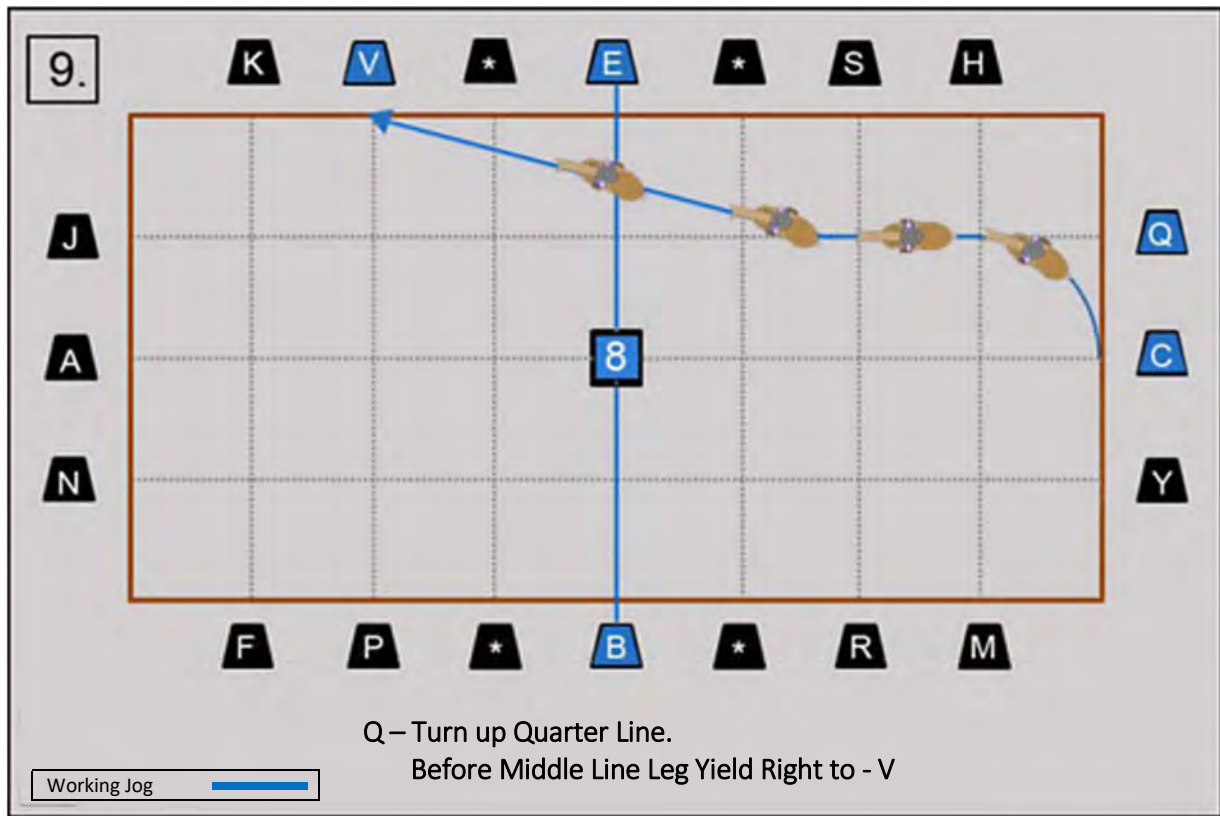 9.
K V * E * S H
J Q
8
A C
N Y
F P * B * R M
Q – Turn up Quarter Line.
Before Middle Line Leg Yield Right to - V
Working Jog